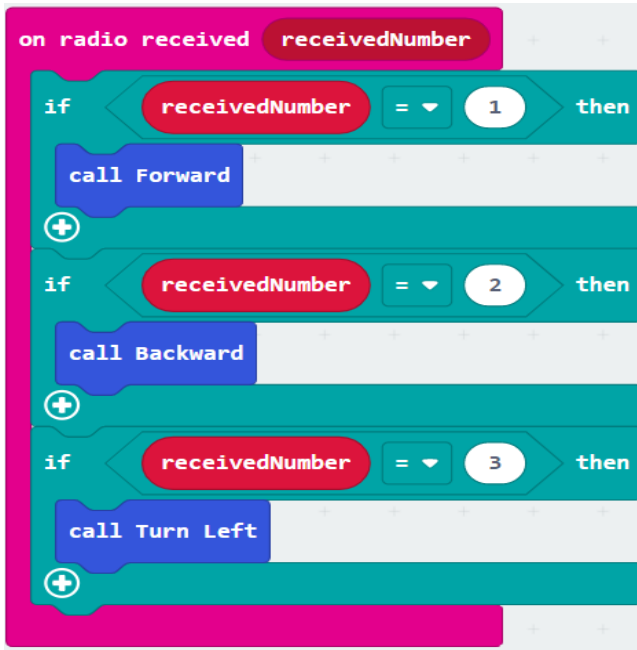 on radio received receivedNumber
if receivedNumber = 1 then
call Forward
if receivedNumber = 2 then
call Backward
if receivedNumber = 3 then
call Turn Left